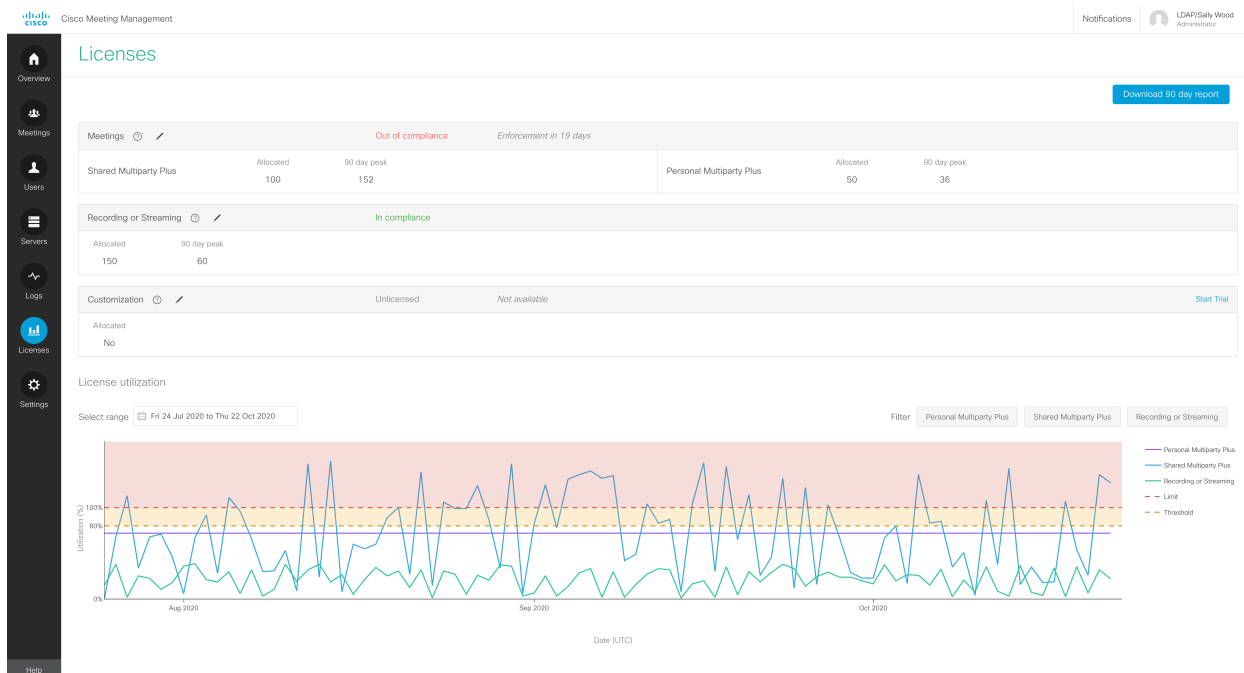 CISCO
Cisco Meeting Management
Notifications
LDAP/Sally Wood
Administrator
Overview
Meetings
Users
Servers
Logs
Licenses
Settings
Help
Licenses
Download 90 day report
Meetings ? Out of compliance Enforcement in 19 days
Shared Multiparty Plus
Allocated 90 day peak
100 152
Personal Multiparty Plus
Allocated 90 day peak
50 36
Recording or Streaming ? In compliance
Allocated 90 day peak
150 60
Customization ? Unlicensed Not available Start Trial
Allocated
No
License utilization
Select range Fri 24 Jul 2020 to Thu 22 Oct 2020
Filter Personal Multiparty Plus Shared Multiparty Plus Recording or Streaming
Utilization (%)
100%
80%
0%
Aug 2020 Sep 2020 Oct 2020
Date (UTC)
Personal Multiparty Plus
Shared Multiparty Plus
Recording or Streaming
Limit
Threshold